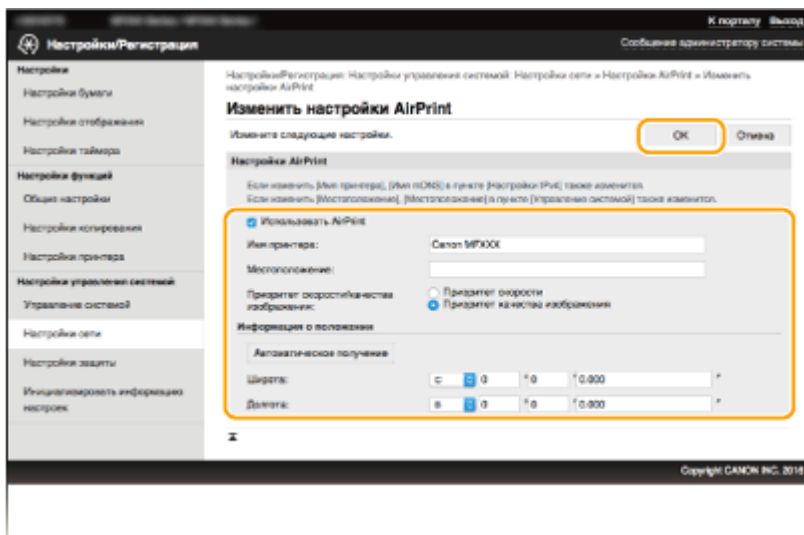 К порталу Выход
Настройки/Регистрация
Сообщение администратору системы
Настройки
Настройки бумаги
Настройки отображения
Настройки таймера
Настройки функций
Общие настройки
Настройки копирования
Настройки принтера
Настройки управления системой
Управление системой
Настройки сети
Настройки защиты
Инициализировать информацию
настроек
Настройки/Регистрация: Настройки управления системой: Настройки сети > Настройки AirPrint > Изменить
настройки AirPrint
Изменить настройки AirPrint
Измените следующие настройки.
OK
Отмена
Настройки AirPrint
Если изменить [Имя принтера], [Имя mDNS] в пункте [Настройки IPv4] также изменится.
Если изменить [Местоположение], [Местоположение] в пункте [Управление системой] также изменится.
Использовать AirPrint
Имя принтера: Canon MFXXX
Местоположение:
Приоритет скорости/качества
изображения:
Приоритет скорости
Приоритет качества изображения
Информация о положении
Автоматическое получение
Широта: С 0 ° 0 ' 0.000 "
Долгота: В 0 ° 0 ' 0.000 "
Copyright CANON INC. 2018